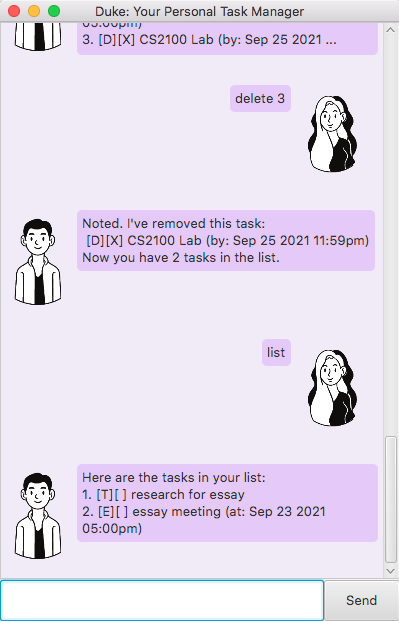 Duke: Your Personal Task Manager
05:00pm)
3. [D][X] CS2100 Lab (by: Sep 25 2021 ...
delete 3
Noted. I've removed this task:
[D][X] CS2100 Lab (by: Sep 25 2021 11:59pm)
Now you have 2 tasks in the list.
list
Here are the tasks in your list:
1. [T][ ] research for essay
2. [E][ ] essay meeting (at: Sep 23 2021
05:00pm)
Send